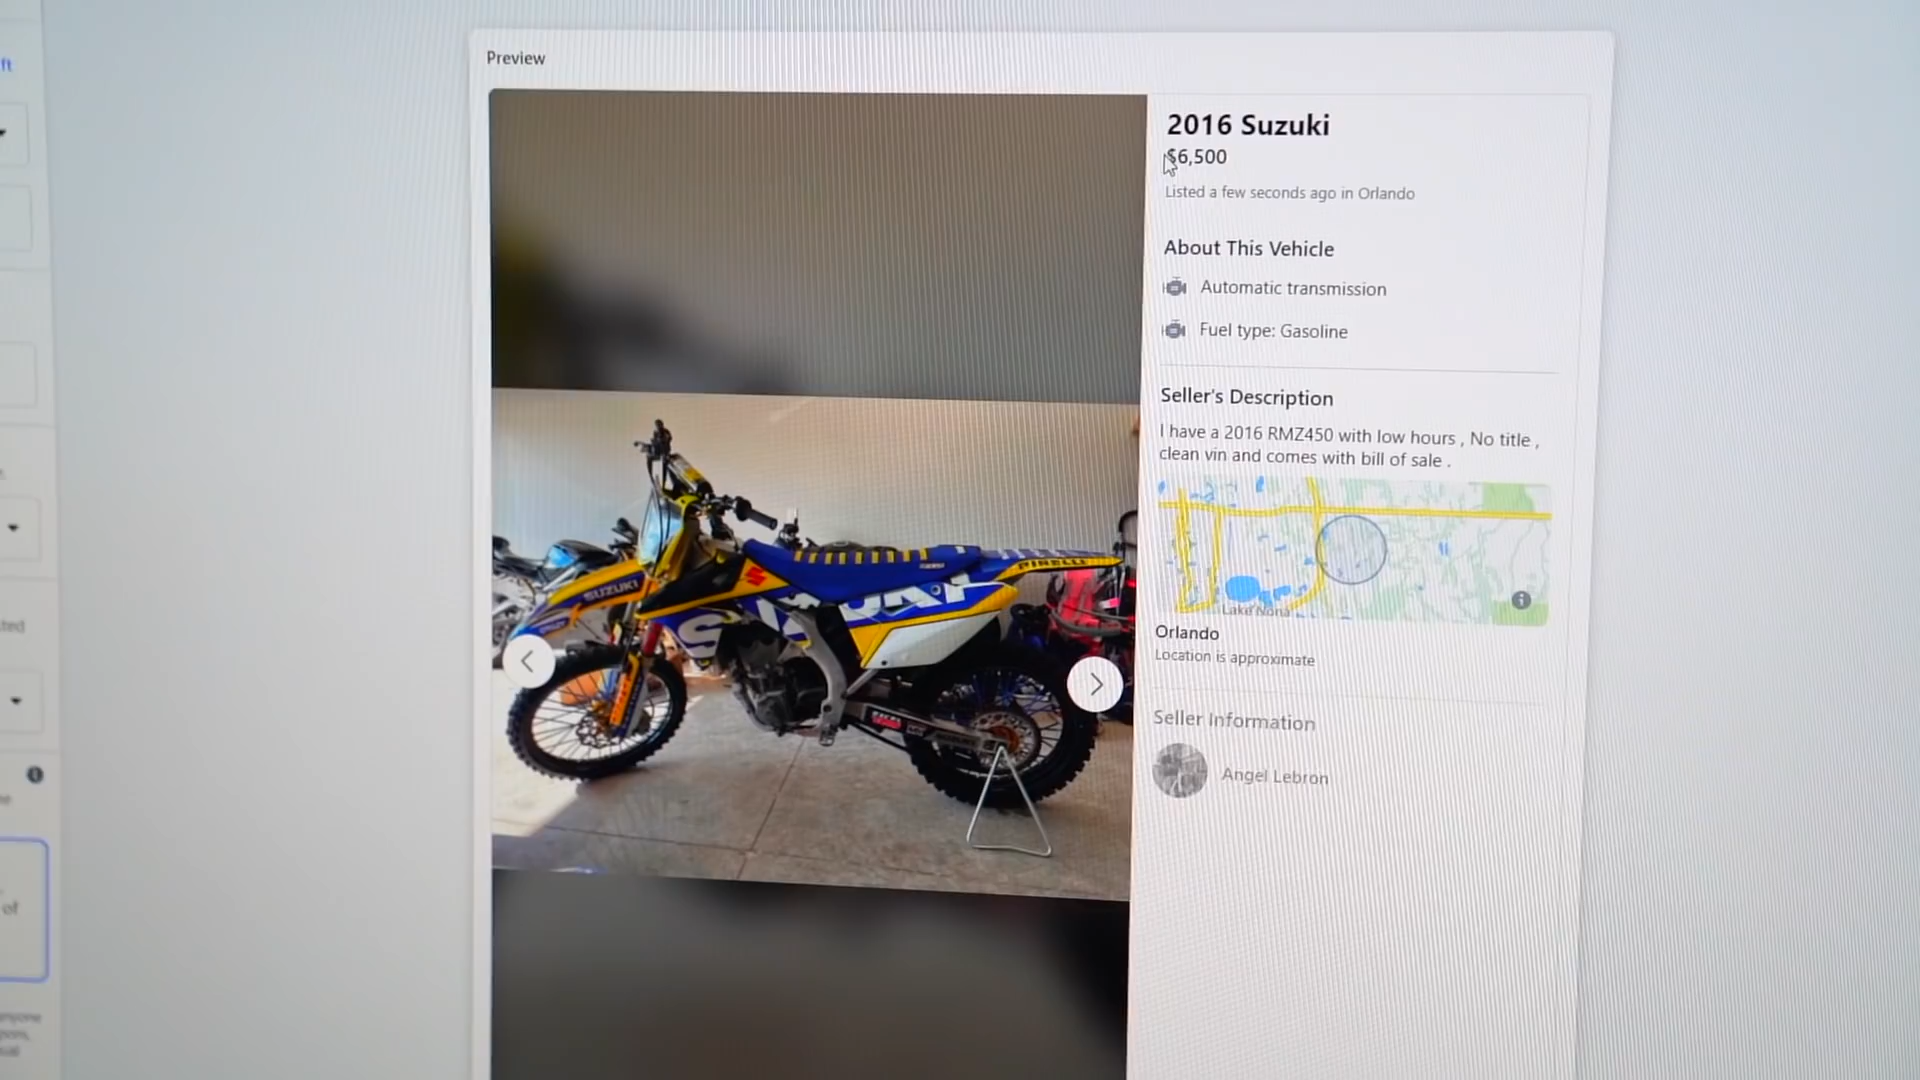 ft
Preview
2016 Suzuki
$6,500
Listed a few seconds ago in Orlando
About This Vehicle
Automatic transmission
Fuel type: Gasoline
Seller's Description
I have a 2016 RMZ450 with low hours , No title ,
clean vin and comes with bill of sale .
Lake Nona
Orlando
Location is approximate
Seller Information
Angel Lebron
SUZUKI
PIRELLI
of